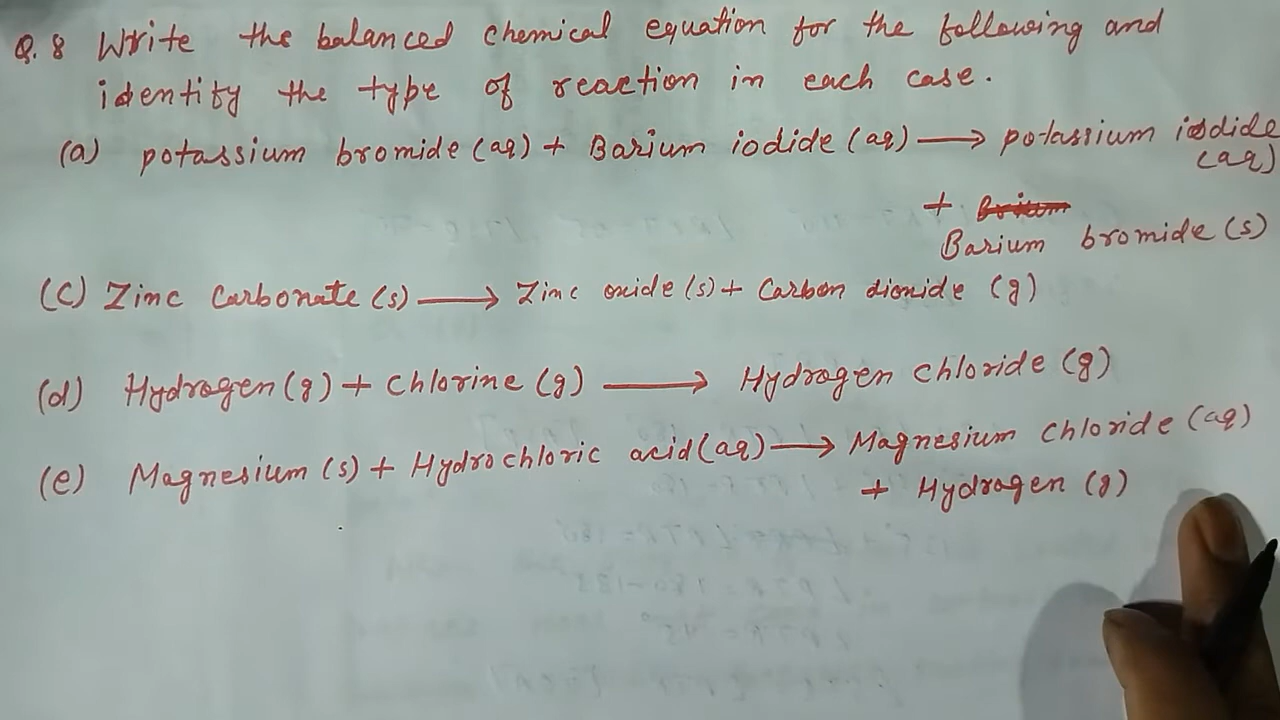 Q. 8 Write the balanced chemical equation for the following and
identify the type of reaction in each case.
(a) potassium bromide (aq) + Barium iodide (aq) → potassium iodide
(aq)
+
Barium bromide (s)
(C) Zinc Carbonate (s) → Zinc oxide (s) + Carbon dioxide (g)
(d) Hydrogen (g) + Chlorine (g) → Hydrogen chloride (g)
(e) Magnesium (s) + Hydrochloric acid (aq) → Magnesium chloride (aq)
+ Hydrogen (g)